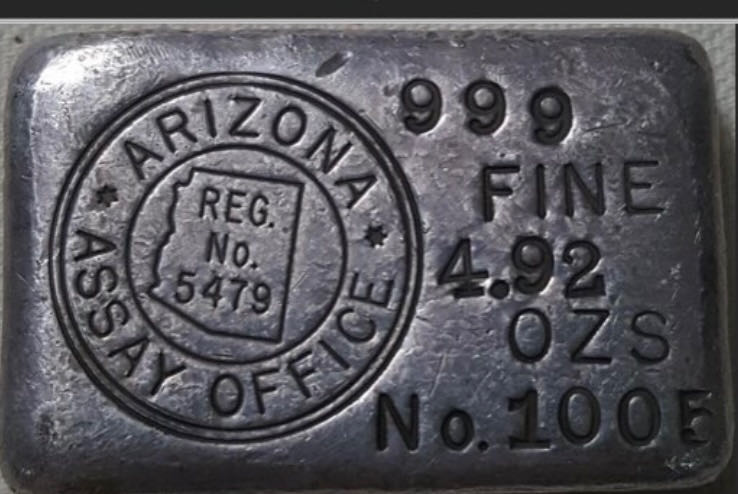 ARIZONA
ASSAY OFFICE
REG.
No.
5479
999
FINE
4.92
OZS
No.1005